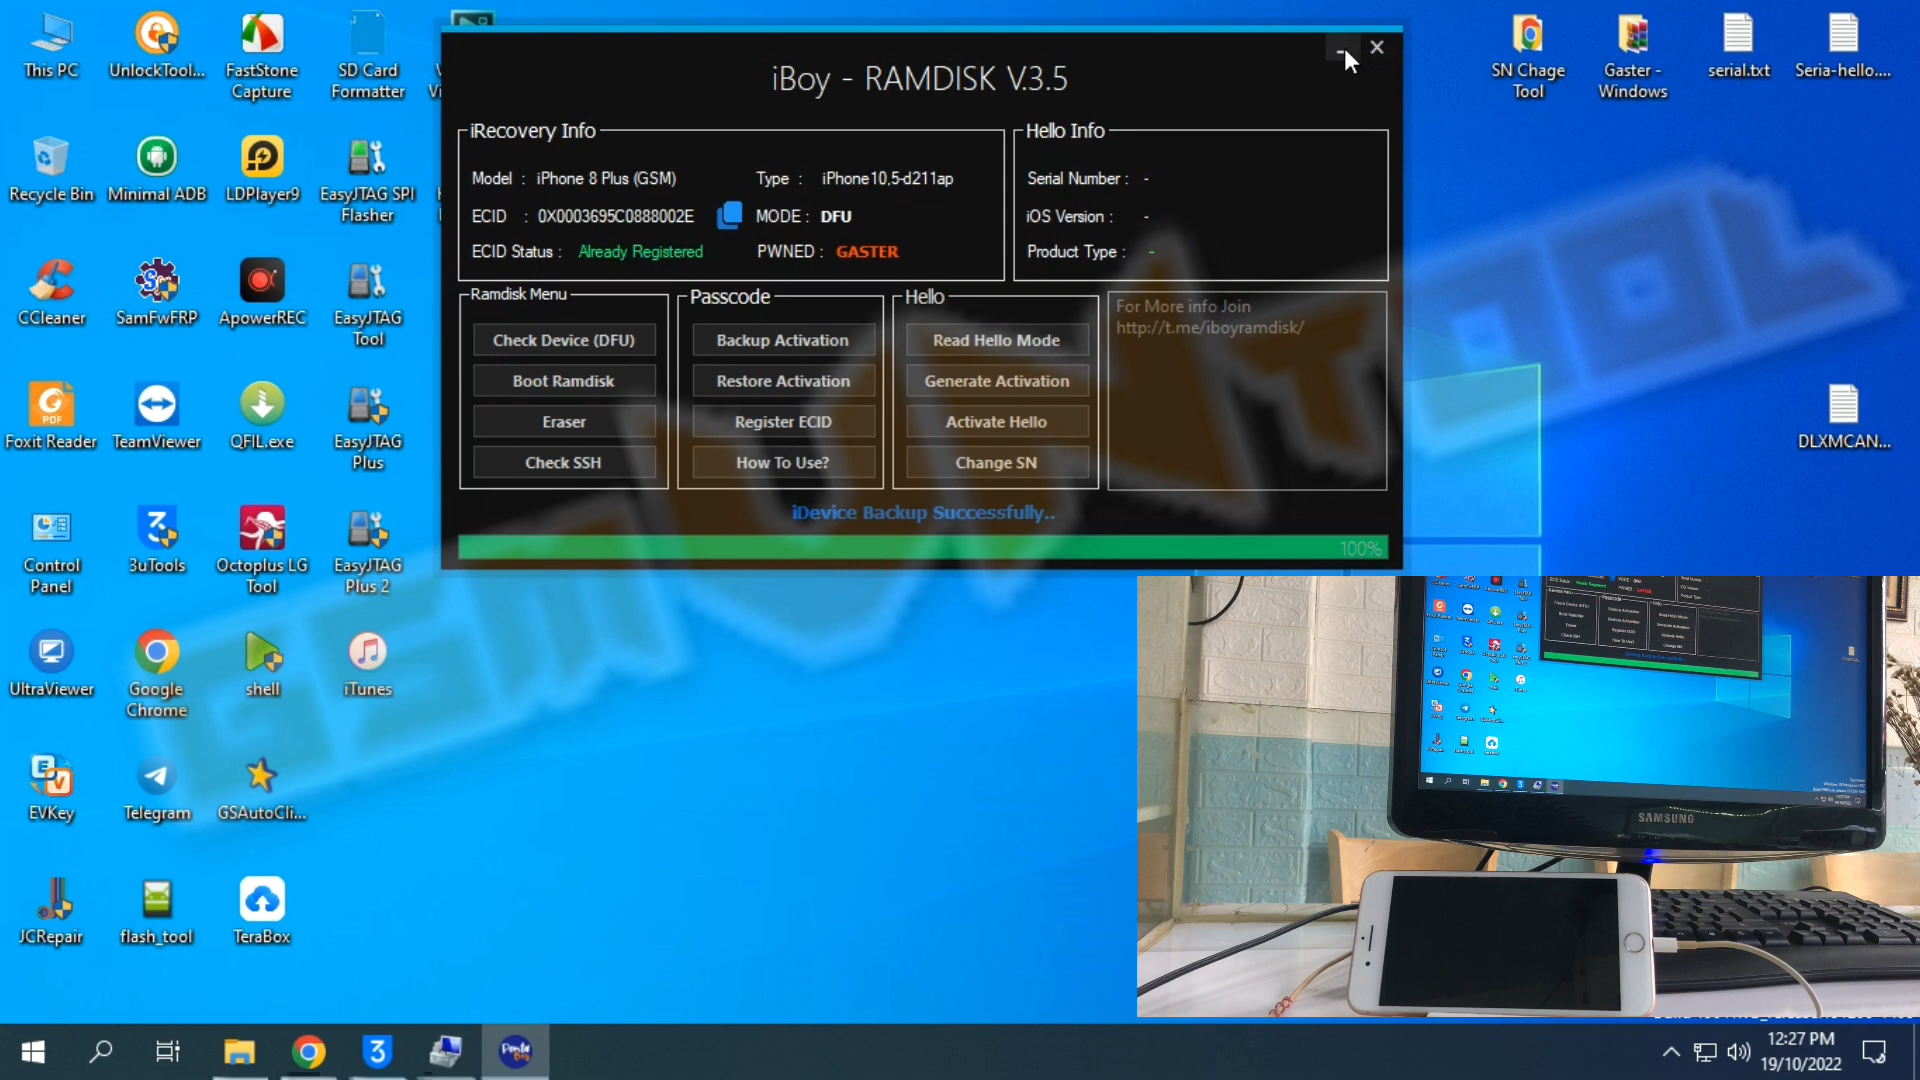 This PC
UnlockTool...
FastStone
Capture
SD Card
Formatter
Recycle Bin
Minimal ADB
LDPlayer9
EasyJTAG SPI
Flasher
CCleaner
SamFwFRP
ApowerREC
EasyJTAG
Tool
Foxit Reader
TeamViewer
QFIL.exe
EasyJTAG
Plus
Control
Panel
3uTools
Octoplus LG
Tool
EasyJTAG
Plus 2
UltraViewer
Google
Chrome
shell
iTunes
EVKey
Telegram
GSAutoCli...
JCRepair
flash_tool
TeraBox
SN Chage
Tool
Gaster -
Windows
serial.txt
Seria-hello....
DLXMCAN...
iBoy - RAMDISK V.3.5
iRecovery Info
Model : iPhone 8 Plus (GSM)
Type : iPhone10,5-d211ap
ECID : 0X0003695C0888002E
MODE : DFU
ECID Status : Already Registered
PWNED : GASTER
Hello Info
Serial Number : -
iOS Version : -
Product Type : -
Ramdisk Menu
Check Device (DFU)
Boot Ramdisk
Eraser
Check SSH
Passcode
Backup Activation
Restore Activation
Register ECID
How To Use?
Hello
Read Hello Mode
Generate Activation
Activate Hello
Change SN
For More info Join
http://t.me/iboyramdisk/
iDevice Backup Successfully..
100%
SAMSUNG
12:27 PM
19/10/2022